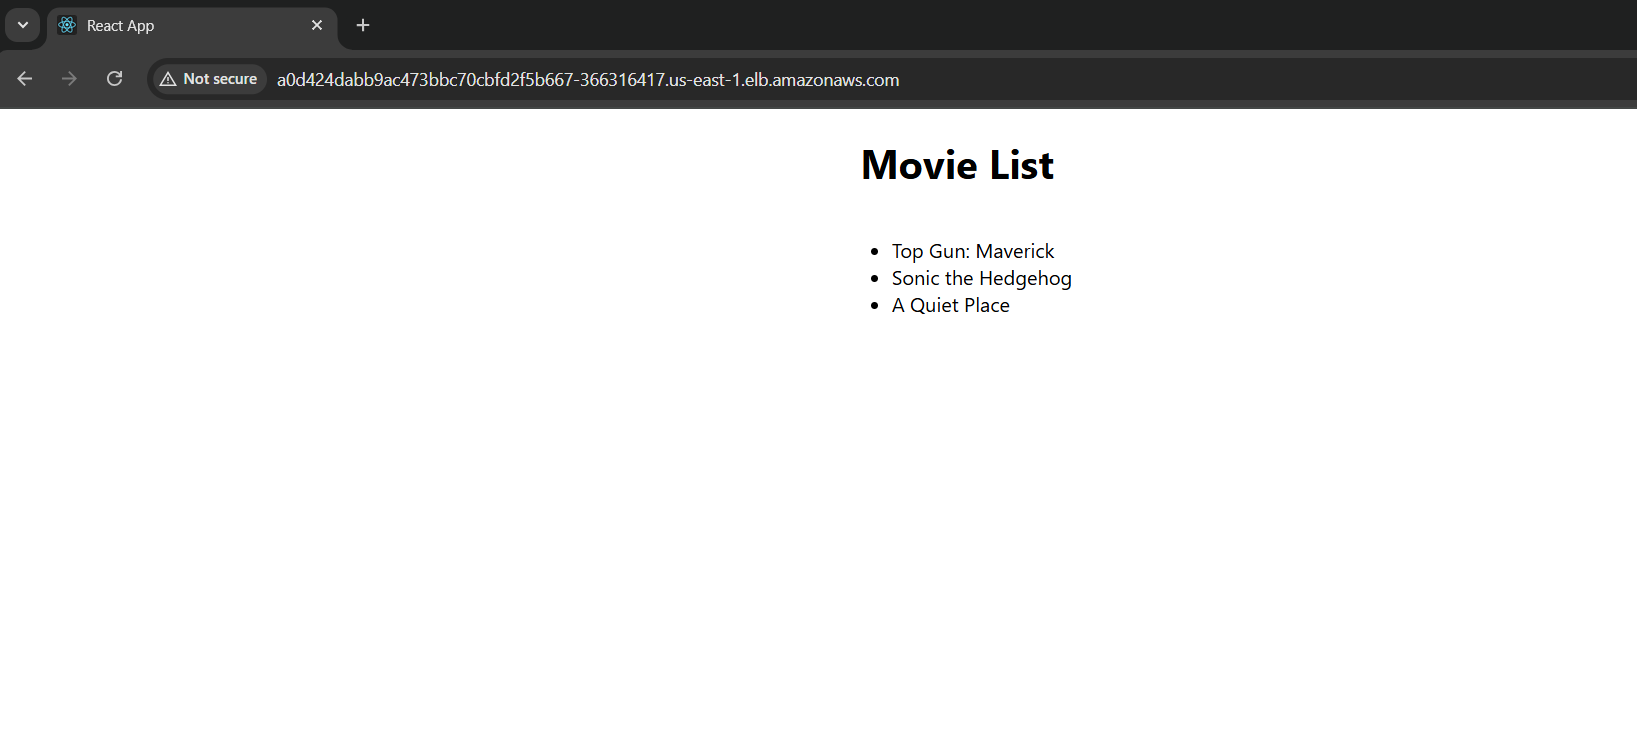 React App
Not secure a0d424dabb9ac473bbc70cbfd2f5b667-366316417.us-east-1.elb.amazonaws.com
Movie List
Top Gun: Maverick
Sonic the Hedgehog
A Quiet Place